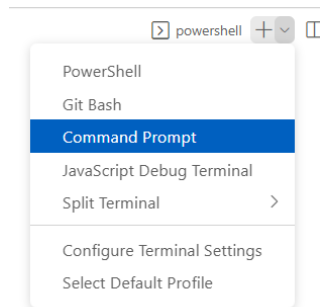 powershell
PowerShell
Git Bash
Command Prompt
JavaScript Debug Terminal
Split Terminal
Configure Terminal Settings
Select Default Profile